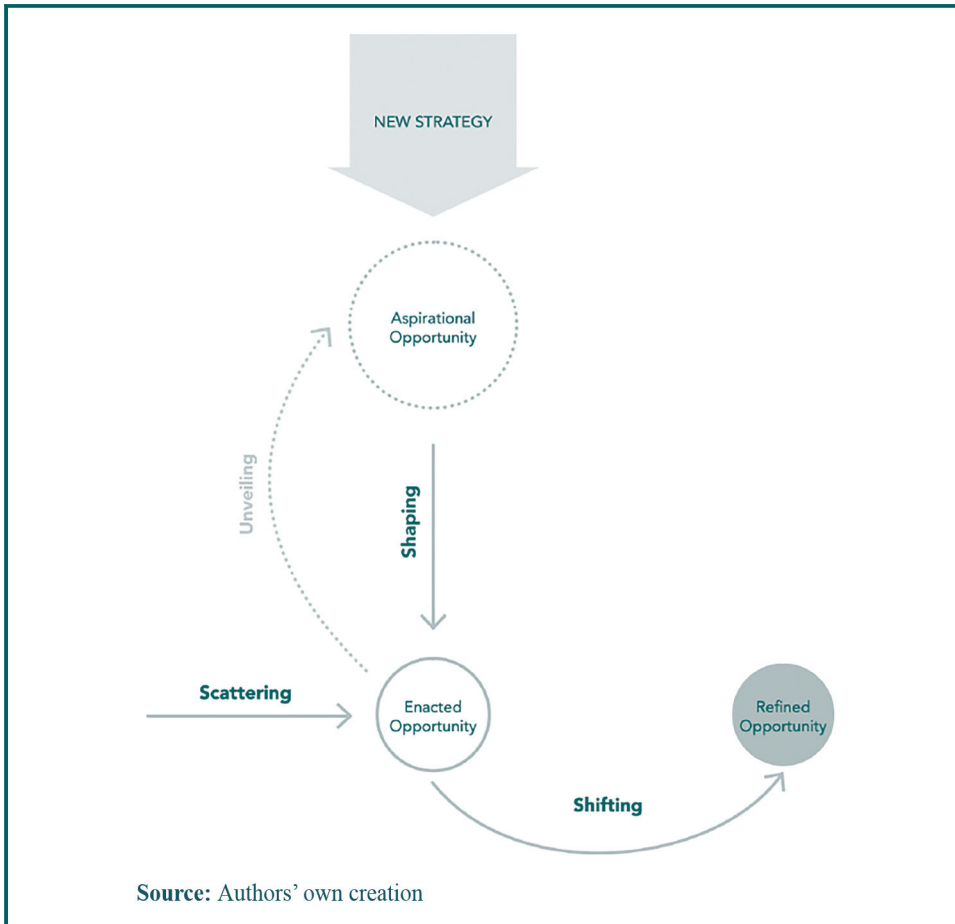 NEW STRATEGY
Aspirational
Opportunity
Unveiling
Shaping
Scattering
Enacted
Opportunity
Refined
Opportunity
Shifting
Source: Authors’ own creation